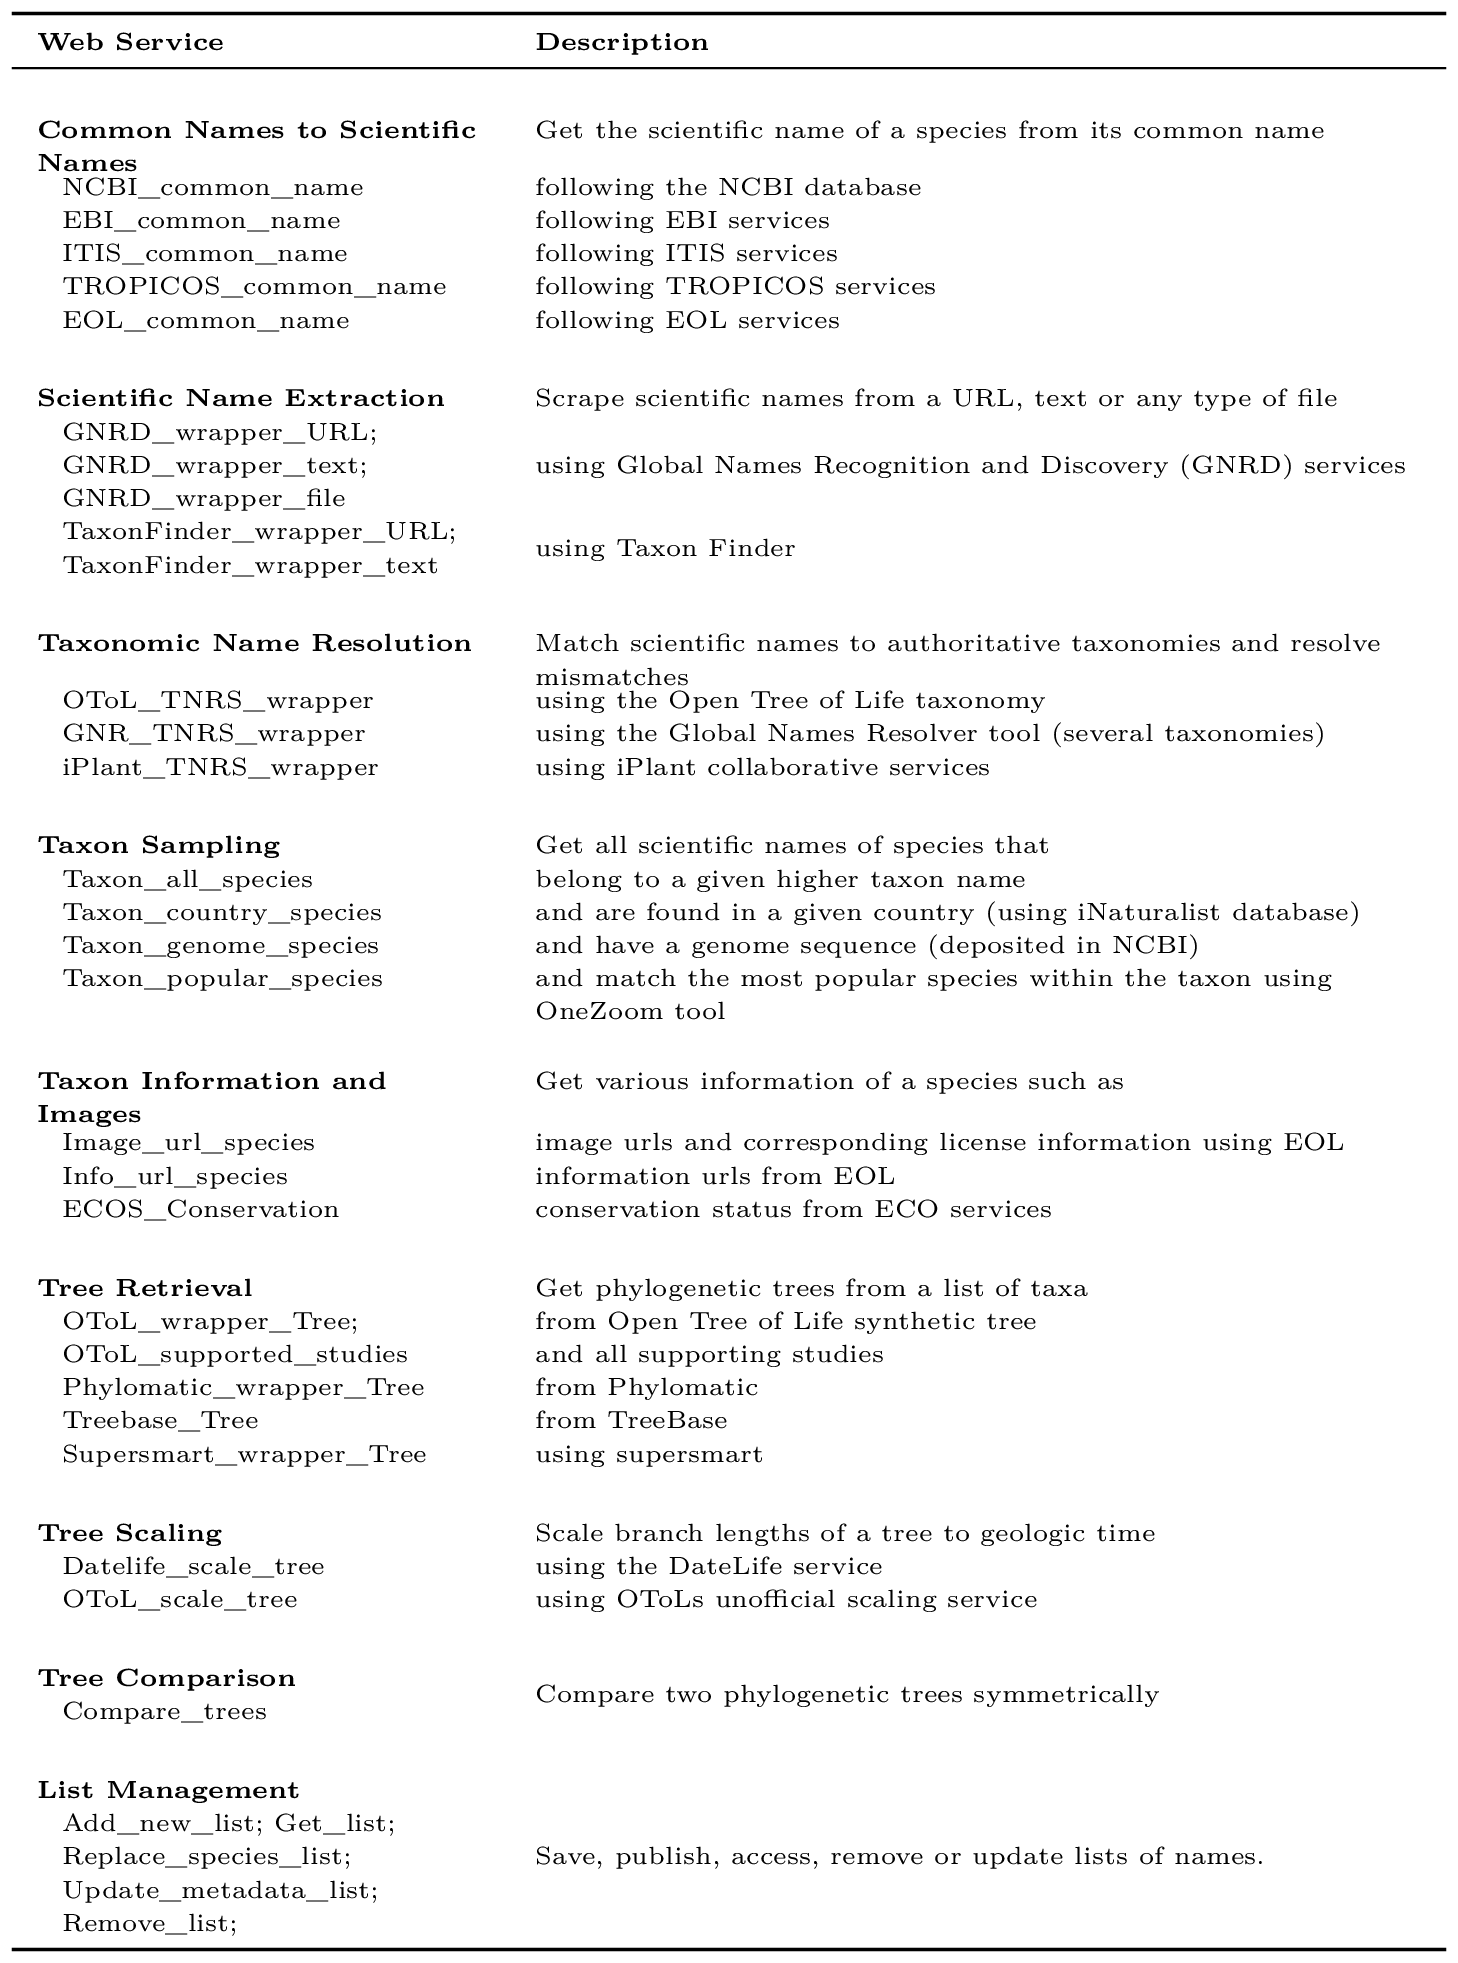 Web Service Description
Common Names to Scientific Names Get the scientific name of a species from its common name
NCBI_common_name following the NCBI database
EBI_common_name following EBI services
ITIS_common_name following ITIS services
TROPICOS_common_name following TROPICOS services
EOL_common_name following EOL services
Scientific Name Extraction Scrape scientific names from a URL, text or any type of file
GNRD_wrapper_URL;
GNRD_wrapper_text; using Global Names Recognition and Discovery (GNRD) services
GNRD_wrapper_file
TaxonFinder_wrapper_URL;
using Taxon Finder
TaxonFinder_wrapper_text
Taxonomic Name Resolution Match scientific names to authoritative taxonomies and resolve
mismatches
OToL_TNRS_wrapper using the Open Tree of Life taxonomy
GNR_TNRS_wrapper using the Global Names Resolver tool (several taxonomies)
iPlant_TNRS_wrapper using iPlant collaborative services
Taxon Sampling Get all scientific names of species that
Taxon_all_species belong to a given higher taxon name
Taxon_country_species and are found in a given country (using iNaturalist database)
Taxon_genome_species and have a genome sequence (deposited in NCBI)
Taxon_popular_species and match the most popular species within the taxon using
OneZoom tool
Taxon Information and Images Get various information of a species such as
Image_url_species image urls and corresponding license information using EOL
Info_url_species information urls from EOL
ECOS_Conservation conservation status from ECO services
Tree Retrieval Get phylogenetic trees from a list of taxa
OToL_wrapper_Tree; from Open Tree of Life synthetic tree
OToL_supported_studies and all supporting studies
Phylomatic_wrapper_Tree from Phylomatic
Treebase_Tree from TreeBase
Supersmart_wrapper_Tree using supersmart
Tree Scaling Scale branch lengths of a tree to geologic time
Datelife_scale_tree using the DateLife service
OToL_scale_tree using OToLs unofficial scaling service
Tree Comparison
Compare two phylogenetic trees symmetrically
Compare_trees
List Management
Add_new_list; Get_list;
Replace_species_list; Save, publish, access, remove or update lists of names.
Update_metadata_list;
Remove_list;